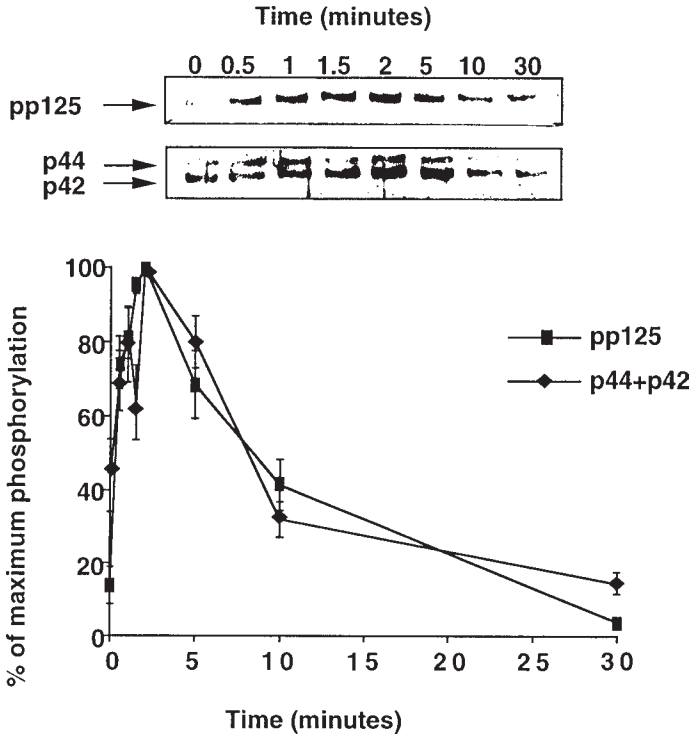 Time (minutes)
0 0.5 1 1.5 2 5 10 30
pp125
p44
p42
100
80
60
40
20
0
% of maximum phosphorylation
pp125
p44+p42
0 5 10 15 20 25 30
Time (minutes)